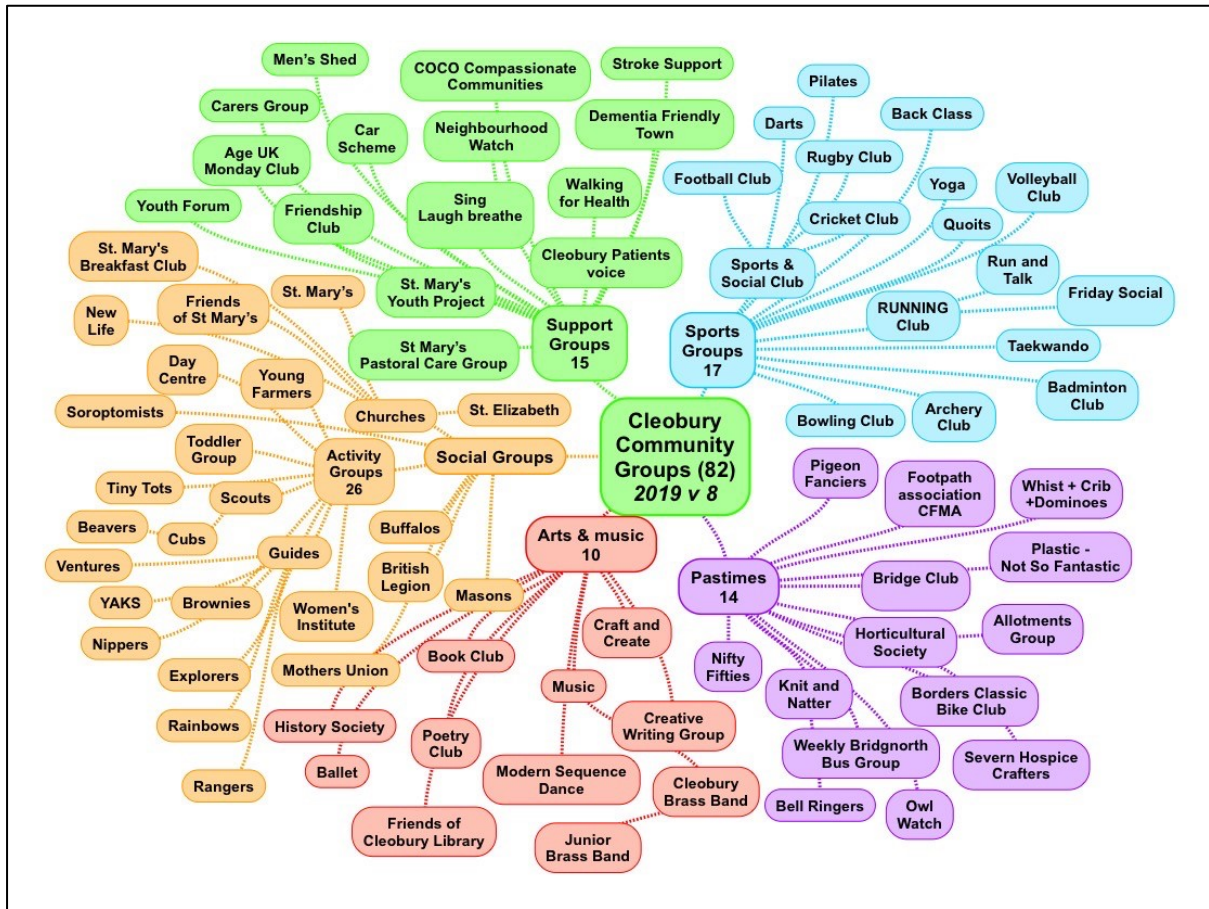 Men's Shed
COCO Compassionate
Communities
Stroke Support
Carers Group
Car
Scheme
Neighbourhood
Watch
Dementia Friendly
Town
Age UK
Monday Club
Sing
Laugh breathe
Walking
for Health
Youth Forum
Friendship
Club
Cleobury Patients
voice
St. Mary's
Youth Project
St Mary's
Pastoral Care Group
Support
Groups
15
Pilates
Darts
Back Class
Rugby Club
Football Club
Yoga
Volleyball
Club
Cricket Club
Quoits
Sports &
Social Club
Run and
Talk
RUNNING
Club
Friday Social
Sports
Groups
17
Taekwando
Badminton
Club
Archery
Club
Bowling Club
Cleobury
Community
Groups (82)
2019 v 8
St. Mary's
Breakfast Club
St. Mary's
Friends
of St Mary's
New
Life
Day
Centre
Young
Farmers
Soroptomists
Churches
St. Elizabeth
Social Groups
Toddler
Group
Activity
Groups
26
Tiny Tots
Scouts
Beavers
Cubs
Guides
Ventures
YAKS
Brownies
Nippers
Women's
Institute
Explorers
Rainbows
Rangers
Buffalos
British
Legion
Masons
Mothers Union
Arts & music
10
Craft and
Create
Book Club
Music
History Society
Ballet
Poetry
Club
Creative
Writing Group
Modern Sequence
Dance
Cleobury
Brass Band
Friends of
Cleobury Library
Junior
Brass Band
Pastimes
14
Pigeon
Fanciers
Footpath
association
CFMA
Whist + Crib
+Dominoes
Plastic -
Not So Fantastic
Bridge Club
Allotments
Group
Horticultural
Society
Nifty
Fifties
Knit and
Natter
Borders Classic
Bike Club
Weekly Bridgnorth
Bus Group
Severn Hospice
Crafters
Bell Ringers
Owl
Watch